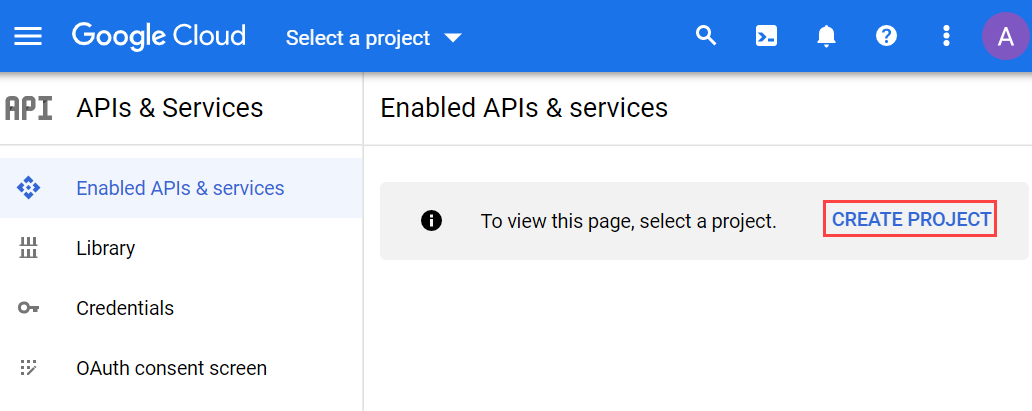 Google Cloud Select a project A
API APIs & Services
Enabled APIs & services
Enabled APIs & services
To view this page, select a project. CREATE PROJECT
Library
Credentials
OAuth consent screen